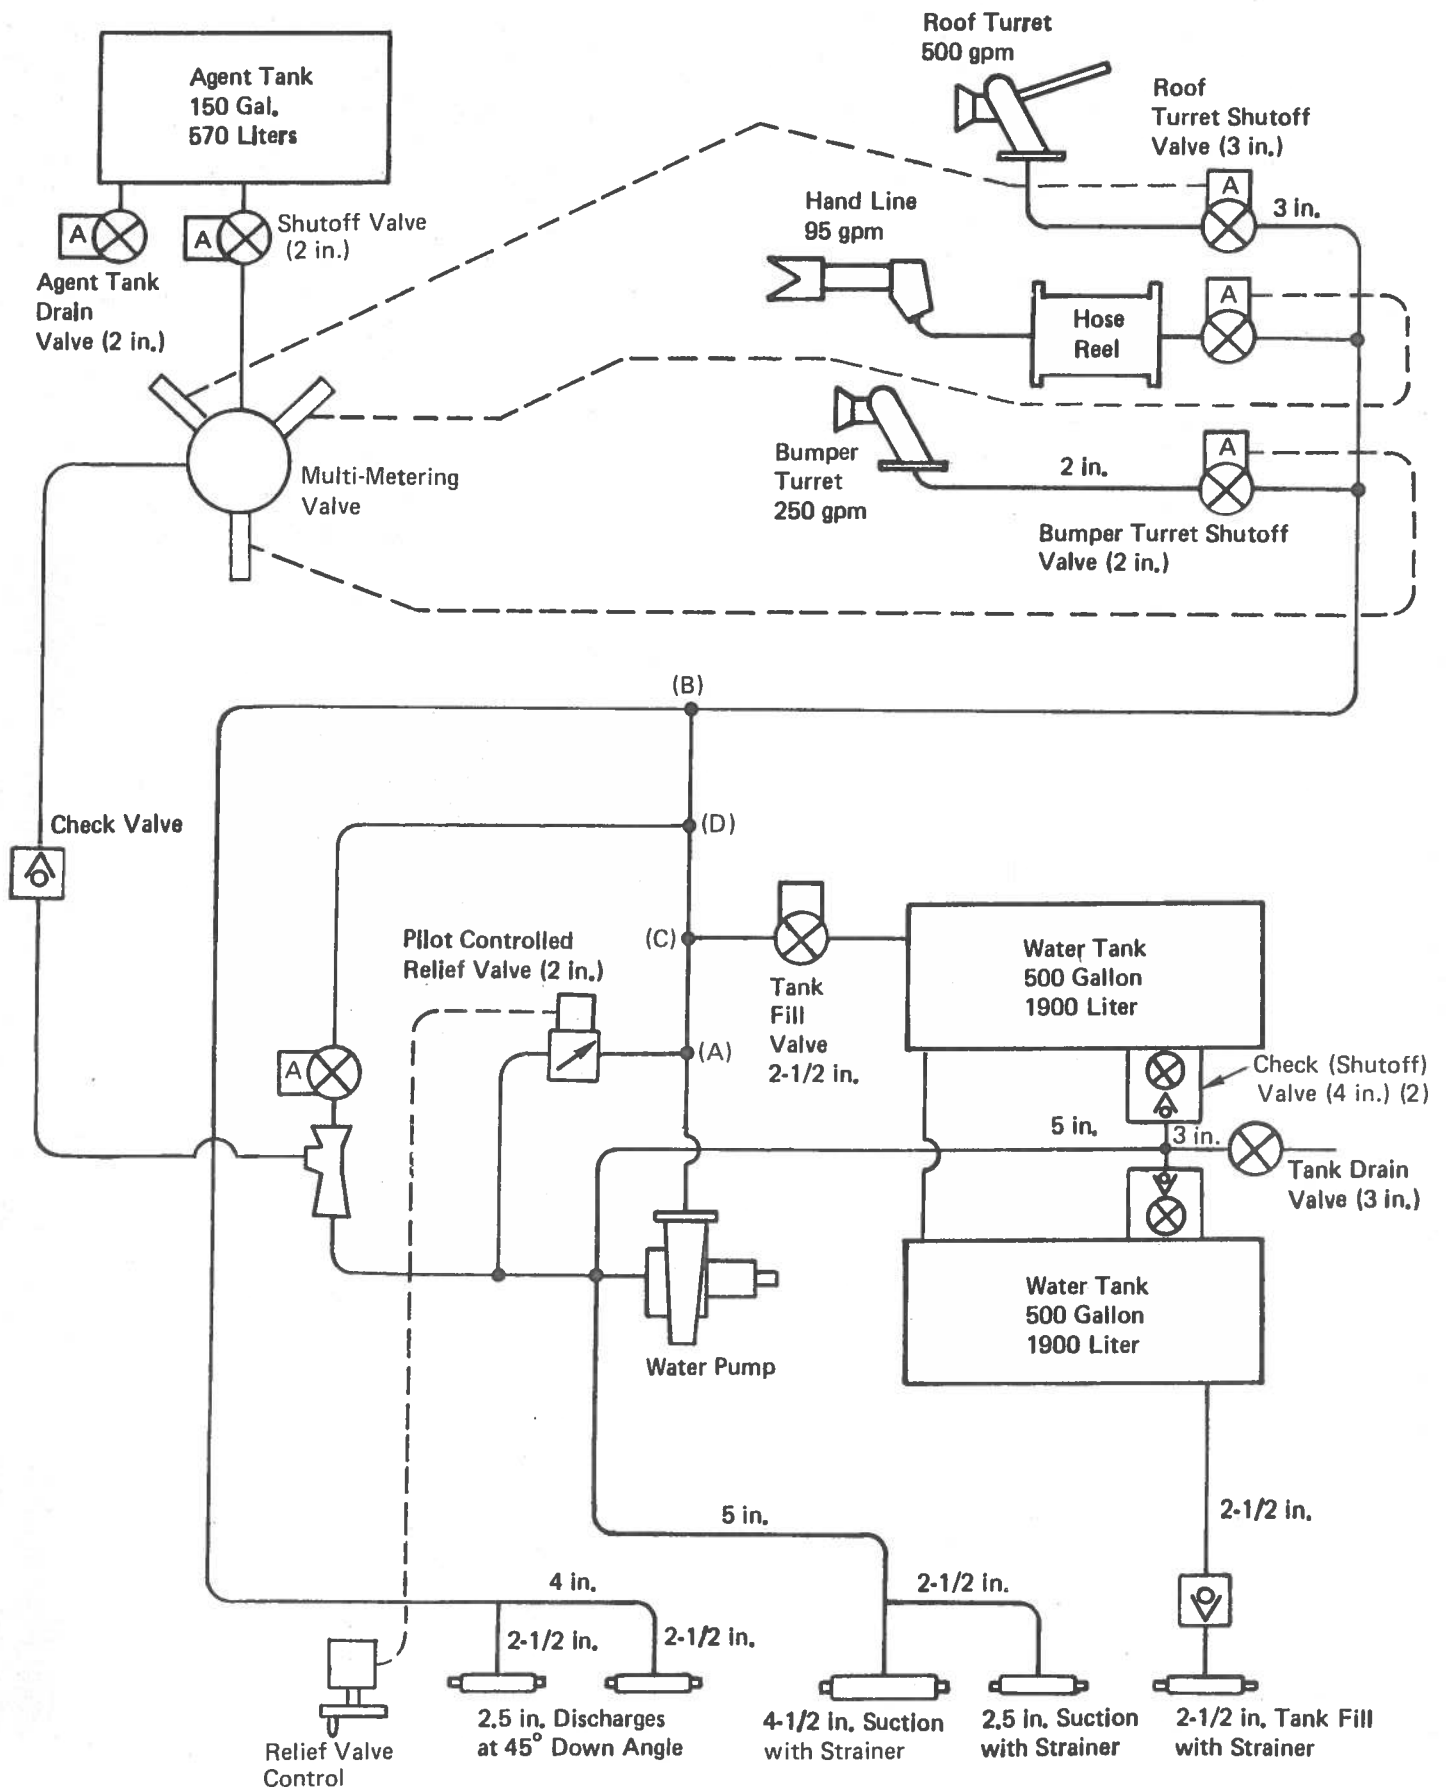 Roof Turret
500 gpm
Agent Tank
150 Gal.
570 Liters
Roof
Turret Shutoff
Valve (3 in.)
A
Hand Line
95 gpm
3 in.
A
A
Shutoff Valve
(2 in.)
Agent Tank
Drain
Valve (2 in.)
A
Hose
Reel
A
Bumper
Turret
250 gpm
2 in.
Multi-Metering
Valve
Bumper Turret Shutoff
Valve (2 in.)
(B)
Check Valve
(D)
Pilot Controlled
Relief Valve (2 in.)
(C)
Water Tank
500 Gallon
1900 Liter
Tank
Fill
Valve
2-1/2 in.
(A)
A
Check (Shutoff)
Valve (4 in.) (2)
5 in.
3 in.
Tank Drain
Valve (3 in.)
Water Tank
500 Gallon
1900 Liter
Water Pump
5 in.
2-1/2 in.
4 in.
2-1/2 in.
2-1/2 in.
2-1/2 in.
2.5 in. Discharges
at 45° Down Angle
4-1/2 in. Suction
with Strainer
2.5 in. Suction
with Strainer
2-1/2 in. Tank Fill
with Strainer
Relief Valve
Control